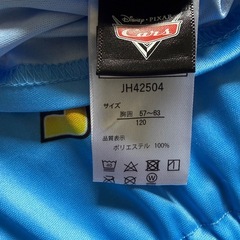 Disney·PIXAR
Cars
JH42504
サイズ
胸囲 57~63
120
品質表示
ポリエステル 100%